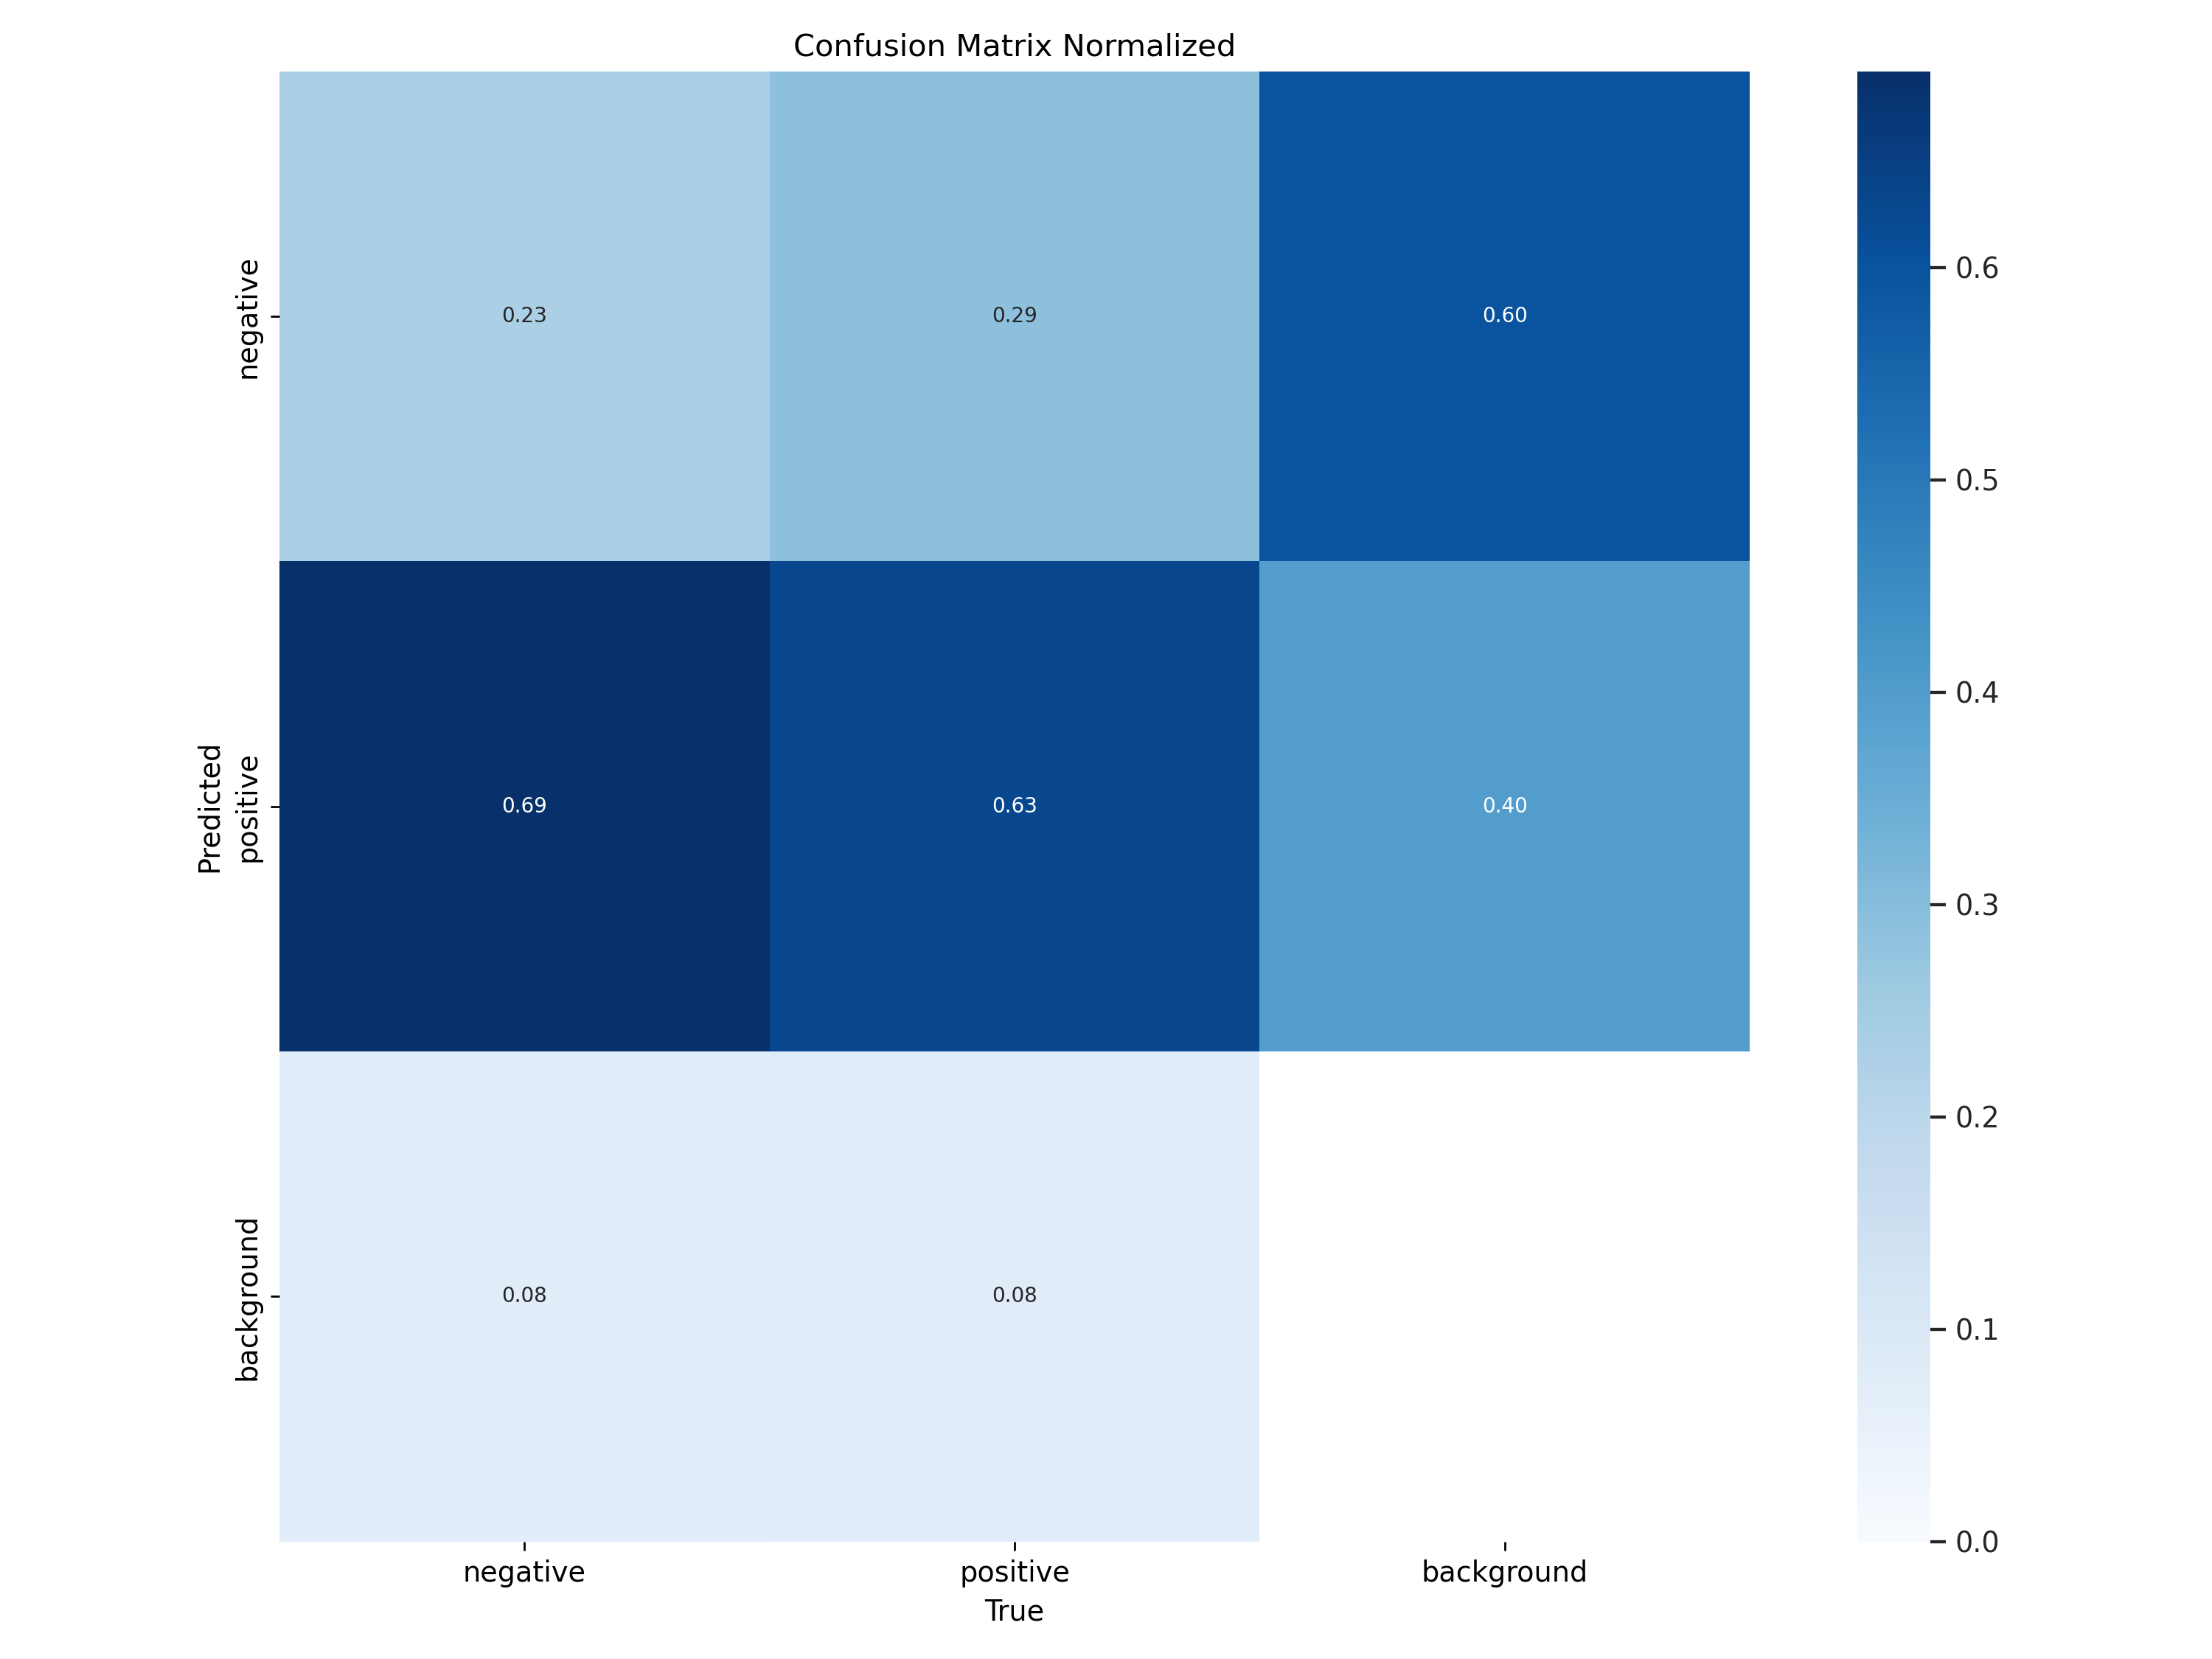 Confusion Matrix Normalized
negative
0.23 0.29 0.60
0.6
0.5
Predicted
positive
0.69 0.63 0.40
0.4
0.3
0.2
background
0.08 0.08
0.1
0.0
negative positive background
True